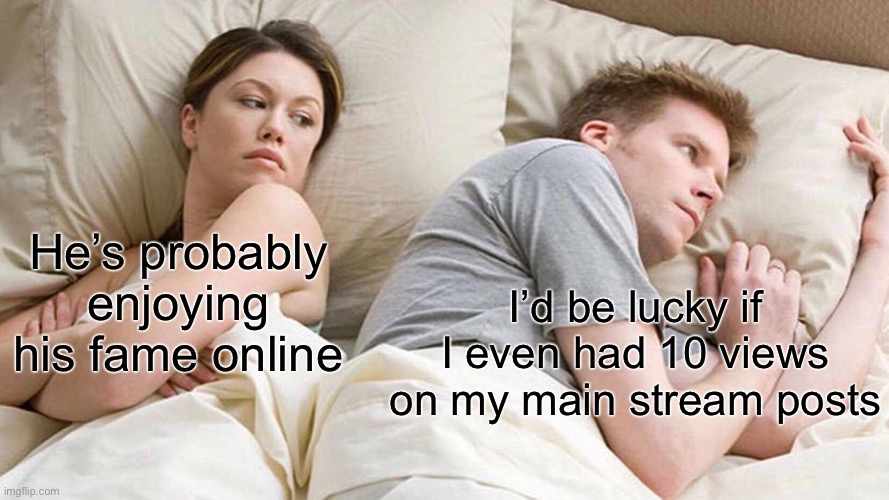 He’s probably
enjoying
his fame online
I’d be lucky if
I even had 10 views
on my main stream posts
imgflip.com